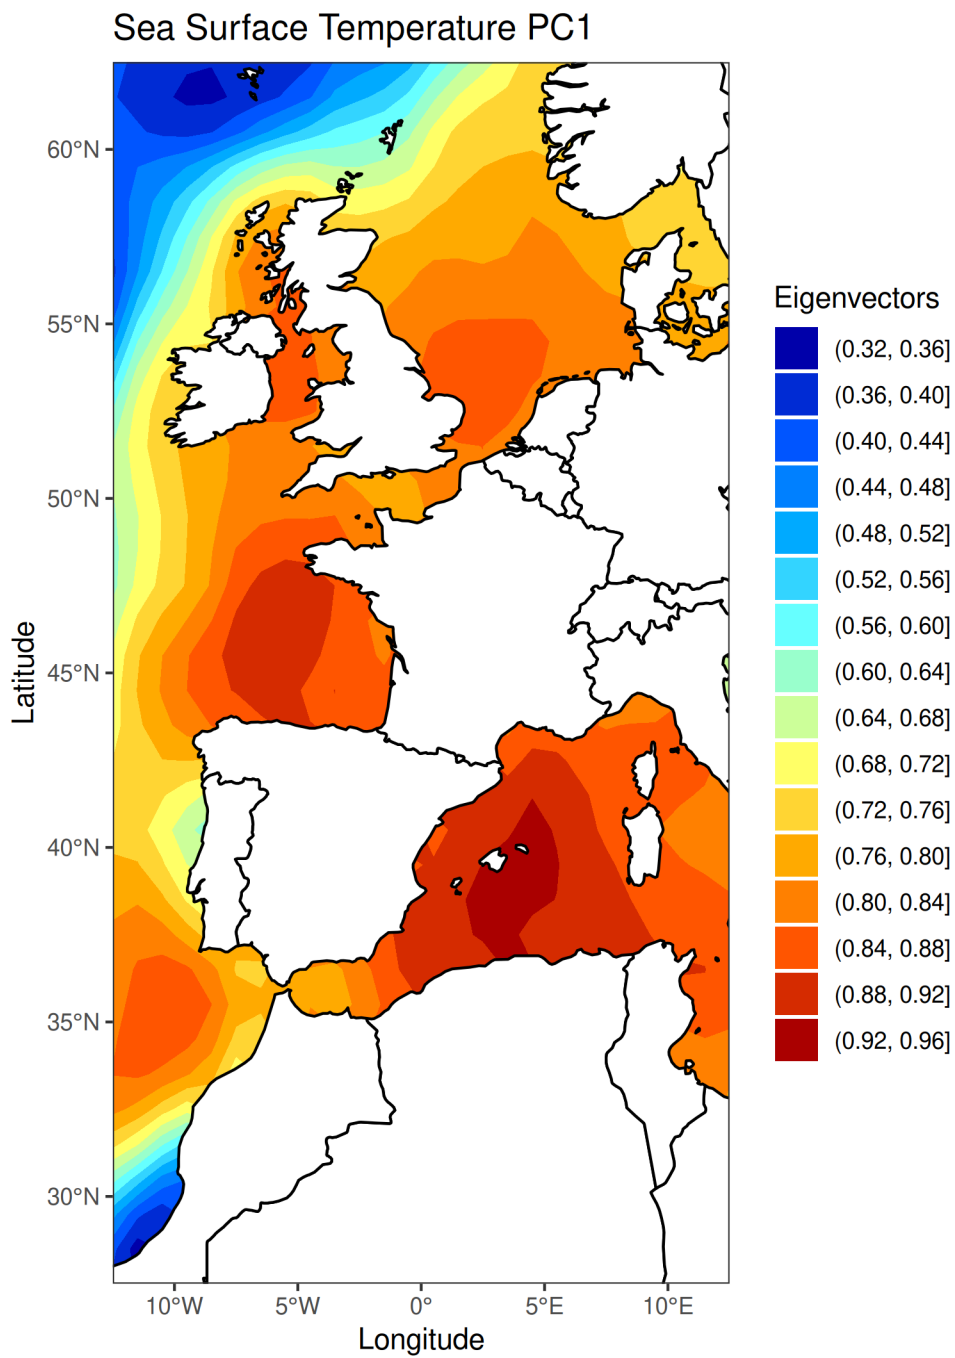 Sea Surface Temperature PC1
60°N
55°N
50°N
45°N
40°N
35°N
30°N
Latitude
10°W 5°W 0° 5°E 10°E
Longitude
Eigenvectors
(0.32, 0.36]
(0.36, 0.40]
(0.40, 0.44]
(0.44, 0.48]
(0.48, 0.52]
(0.52, 0.56]
(0.56, 0.60]
(0.60, 0.64]
(0.64, 0.68]
(0.68, 0.72]
(0.72, 0.76]
(0.76, 0.80]
(0.80, 0.84]
(0.84, 0.88]
(0.88, 0.92]
(0.92, 0.96]